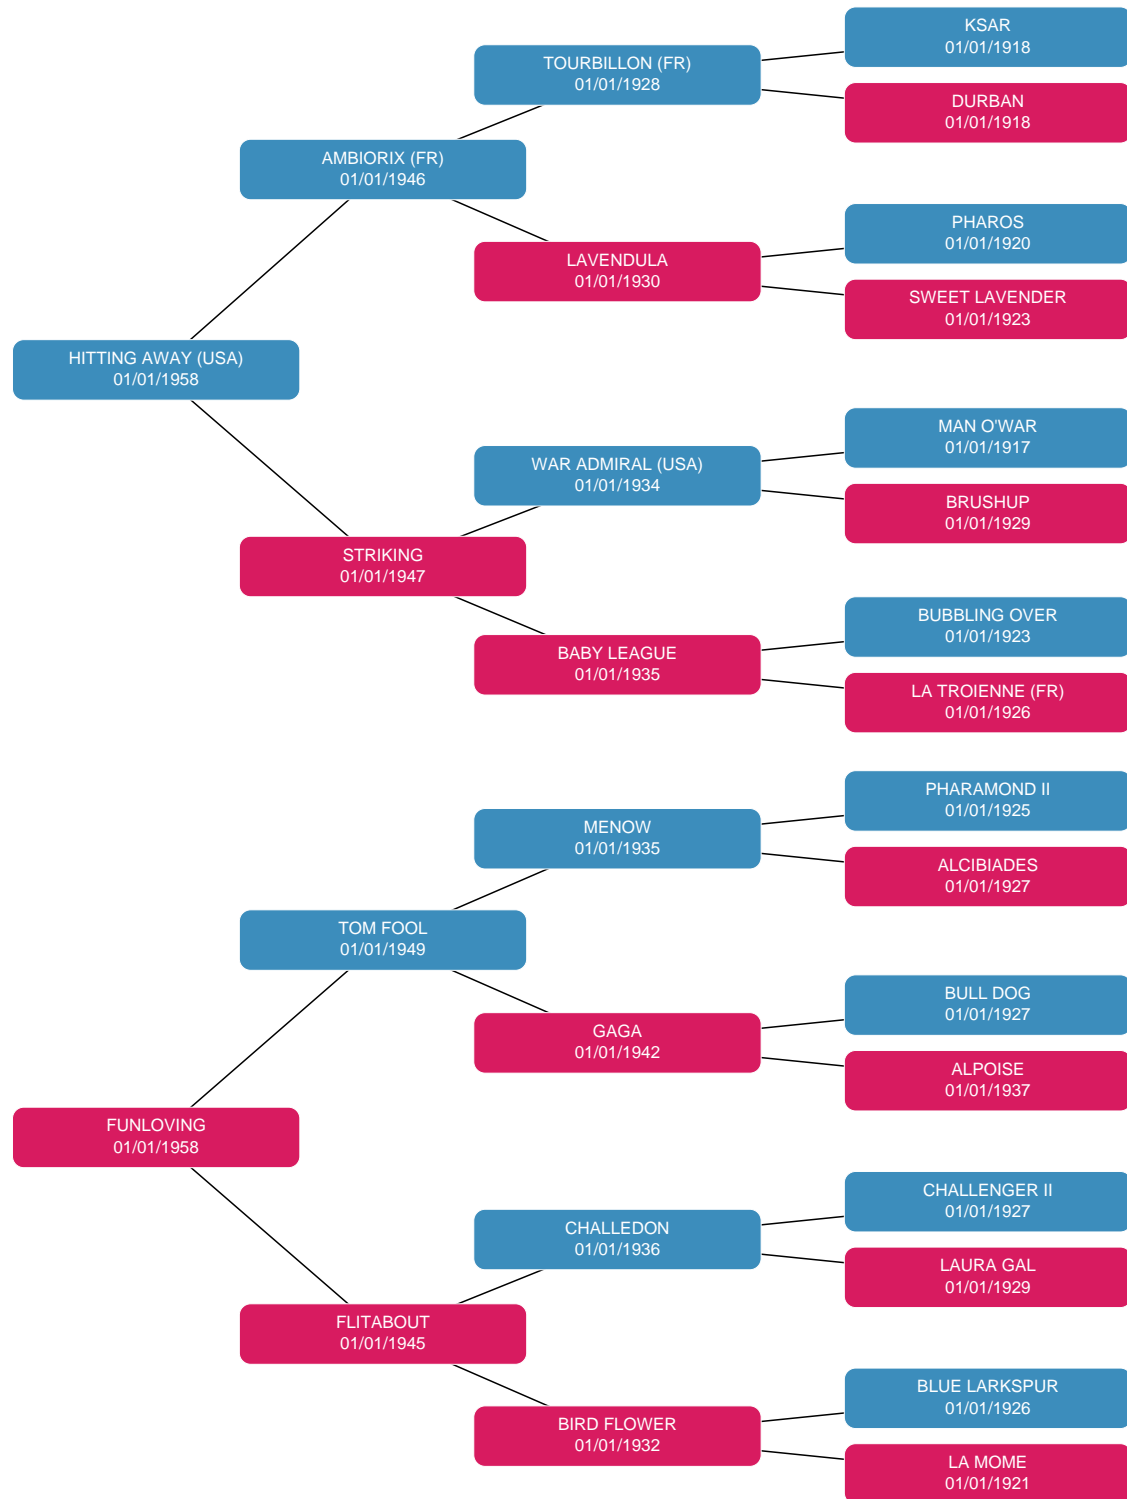 KSAR
01/01/1918
TOURBILLON (FR)
01/01/1928
DURBAN
01/01/1918
AMBIORIX (FR)
01/01/1946
PHAROS
01/01/1920
LAVENDULA
01/01/1930
SWEET LAVENDER
01/01/1923
HITTING AWAY (USA)
01/01/1958
MAN O'WAR
01/01/1917
WAR ADMIRAL (USA)
01/01/1934
BRUSHUP
01/01/1929
STRIKING
01/01/1947
BUBBLING OVER
01/01/1923
BABY LEAGUE
01/01/1935
LA TROIENNE (FR)
01/01/1926
PHARAMOND II
01/01/1925
MENOW
01/01/1935
ALCIBIADES
01/01/1927
TOM FOOL
01/01/1949
BULL DOG
01/01/1927
GAGA
01/01/1942
ALPOISE
01/01/1937
FUNLOVING
01/01/1958
CHALLENGER II
01/01/1927
CHALLEDON
01/01/1936
LAURA GAL
01/01/1929
FLITABOUT
01/01/1945
BLUE LARKSPUR
01/01/1926
BIRD FLOWER
01/01/1932
LA MOME
01/01/1921